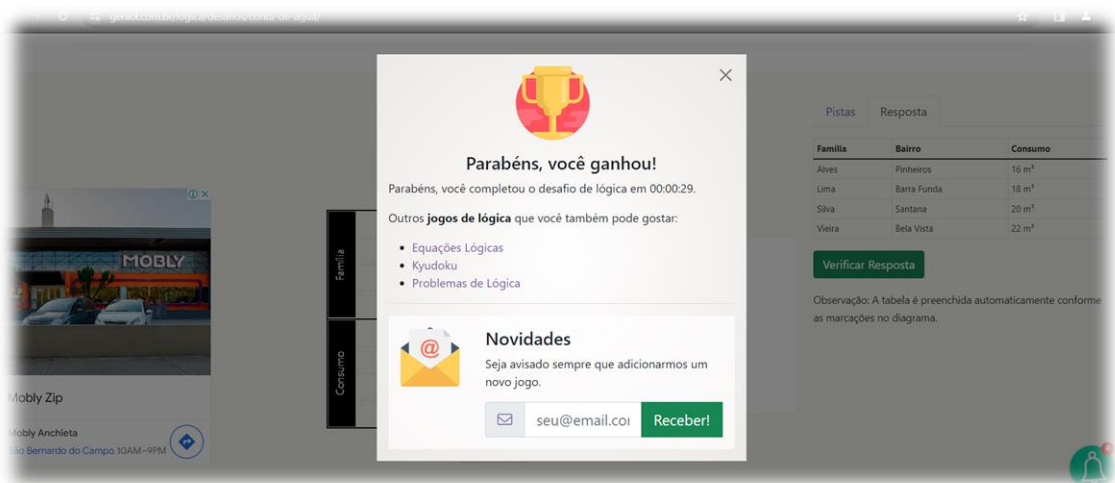 geniol.com.br/logica/desafios/conta-de-agua/
Parabéns, você ganhou!
Parabéns, você completou o desafio de lógica em 00:00:29.
Outros jogos de lógica que você também pode gostar:
Equações Lógicas
Kyudoku
Problemas de Lógica
Novidades
Seja avisado sempre que adicionarmos um
novo jogo.
seu@email.co
Receber!
MOBLY
Mobly Zip
Mobly Anchieta
São Bernardo do Campo 10AM–9PM
Família
Consumo
Pistas Resposta
Família Bairro Consumo
Alves Pinheiros 16 m³
Lima Barra Funda 18 m³
Silva Santana 20 m³
Vieira Bela Vista 22 m³
Verificar Resposta
Observação: A tabela é preenchida automaticamente conforme
as marcações no diagrama.